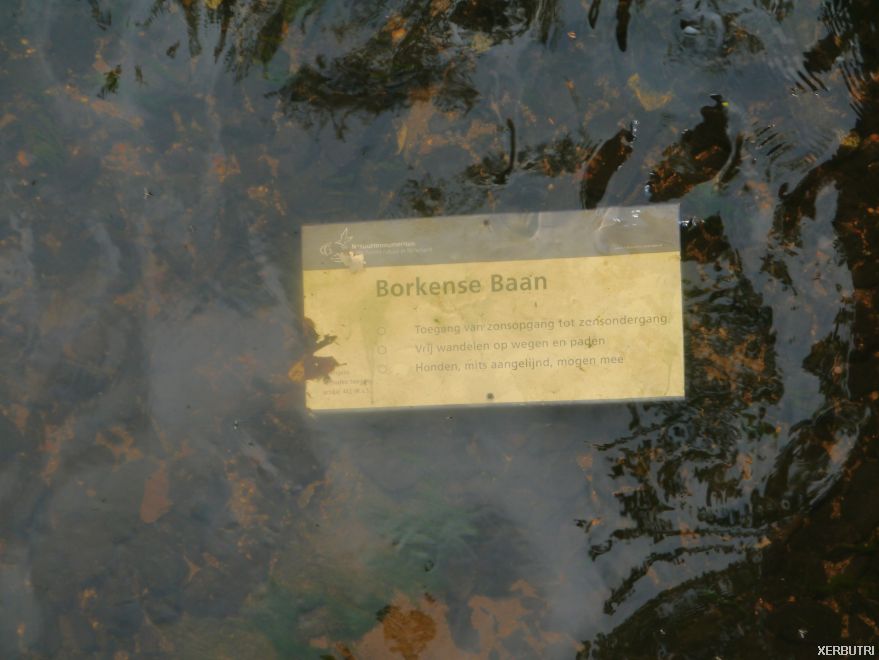 Natuurmonumenten
Borkense Baan
Toegang van zonsopgang tot zonsondergang.
Vrij wandelen op wegen en paden
Honden, mits aangelijnd, mogen mee
XERBUTRI